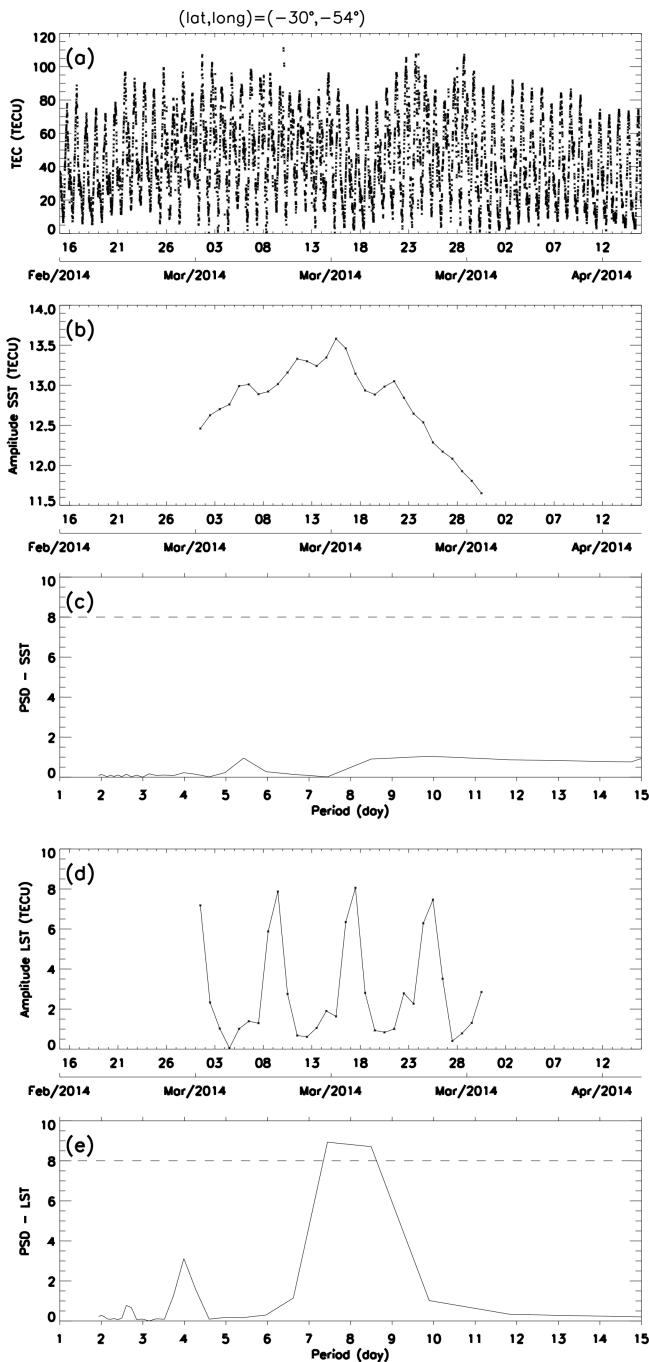 (lat,long)=(−30°,−54°)
(a)
TEC (TECU)
120
100
80
60
40
20
0
16 21 26 03 08 13 18 23 28 02 07 12
Feb/2014 Mar/2014 Mar/2014 Mar/2014 Apr/2014
(b)
Amplitude SST (TECU)
14.0
13.5
13.0
12.5
12.0
11.5
16 21 26 03 08 13 18 23 28 02 07 12
Feb/2014 Mar/2014 Mar/2014 Mar/2014 Apr/2014
(c)
PSD − SST
10
8
6
4
2
0
1 2 3 4 5 6 7 8 9 10 11 12 13 14 15
Period (day)
(d)
Amplitude LST (TECU)
10
8
6
4
2
0
16 21 26 03 08 13 18 23 28 02 07 12
Feb/2014 Mar/2014 Mar/2014 Mar/2014 Apr/2014
(e)
PSD − LST
10
8
6
4
2
0
1 2 3 4 5 6 7 8 9 10 11 12 13 14 15
Period (day)